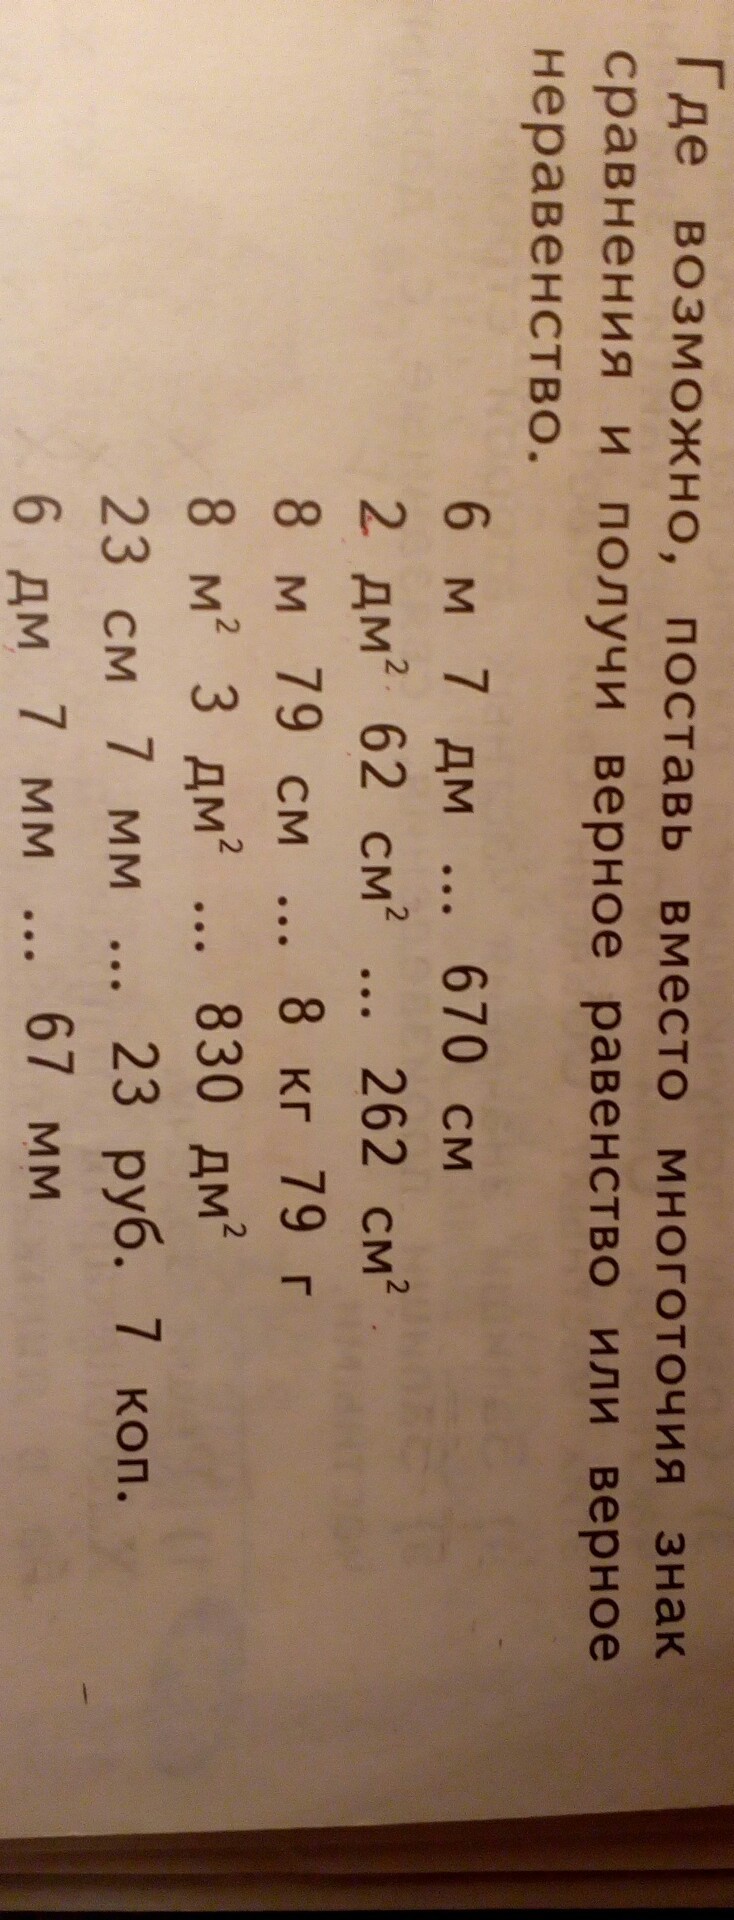 Где возможно, поставь вместо многоточия знак
сравнения и получи верное равенство или верное
неравенство.
6 м 7 дм ... 670 см
2 дм² 62 см² ... 262 см²
8 м 79 см ... 8 кг 79 г
8 м² 3 дм² ... 830 дм²
23 см 7 мм ... 23 руб. 7 коп.
6 дм 7 мм ... 67 мм